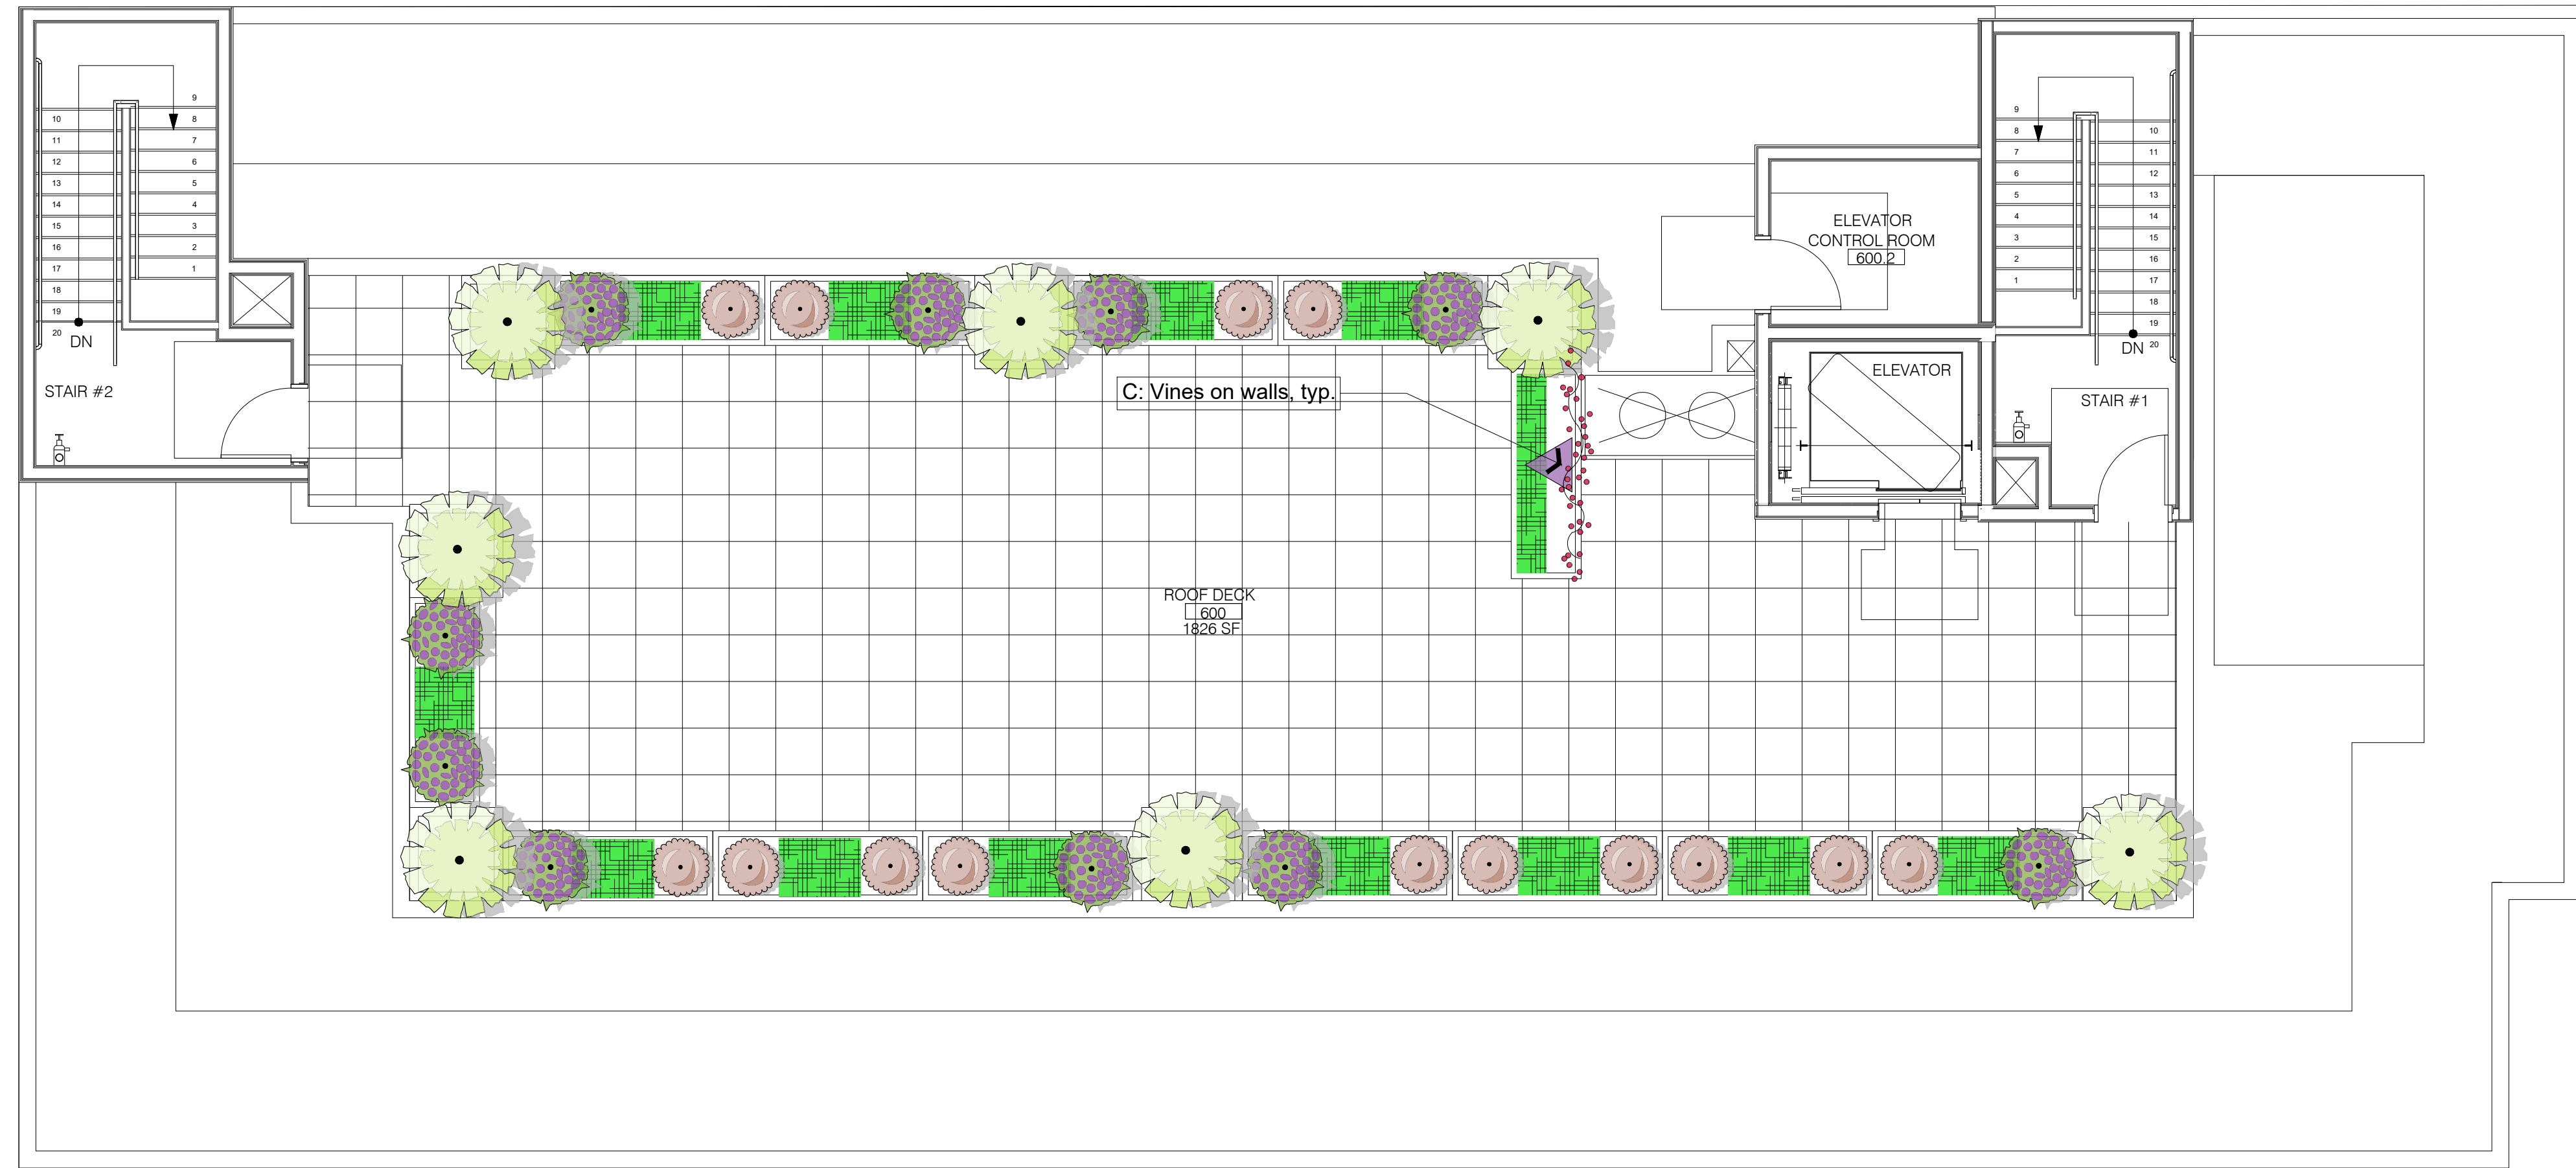 9
10 8
11 7
12 6
13 5
14 4
15 3
16 2
17 1
18
19
20
DN
STAIR #2
C: Vines on walls, typ.
ROOF DECK
600
1826 SF
ELEVATOR
CONTROL ROOM
600.2
ELEVATOR
9
8 10
7 11
6 12
5 13
4 14
3 15
2 16
1 17
18
19
20
DN
STAIR #1